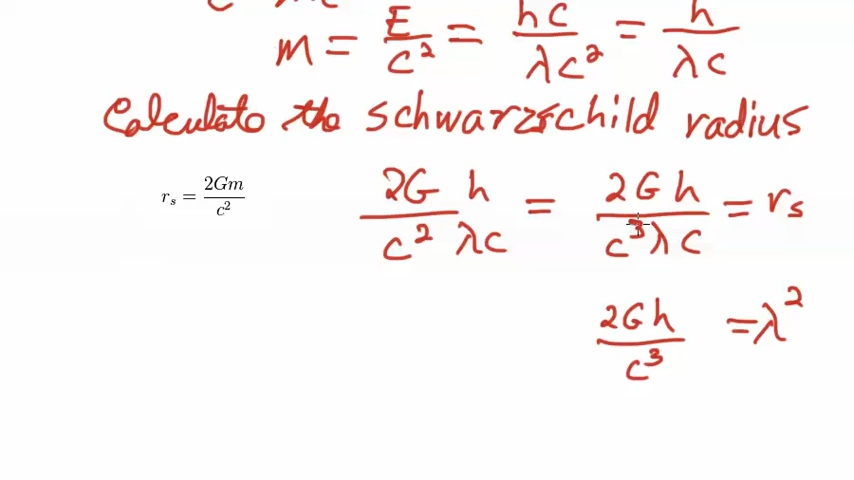 m = E/c² = hc/λc² = h/λc
Calculate the schwarzschild radius
r_s = 2Gm/c²
2G h/c² λc = 2Gh/c³λc = r_s
2Gh/c³ = λ²